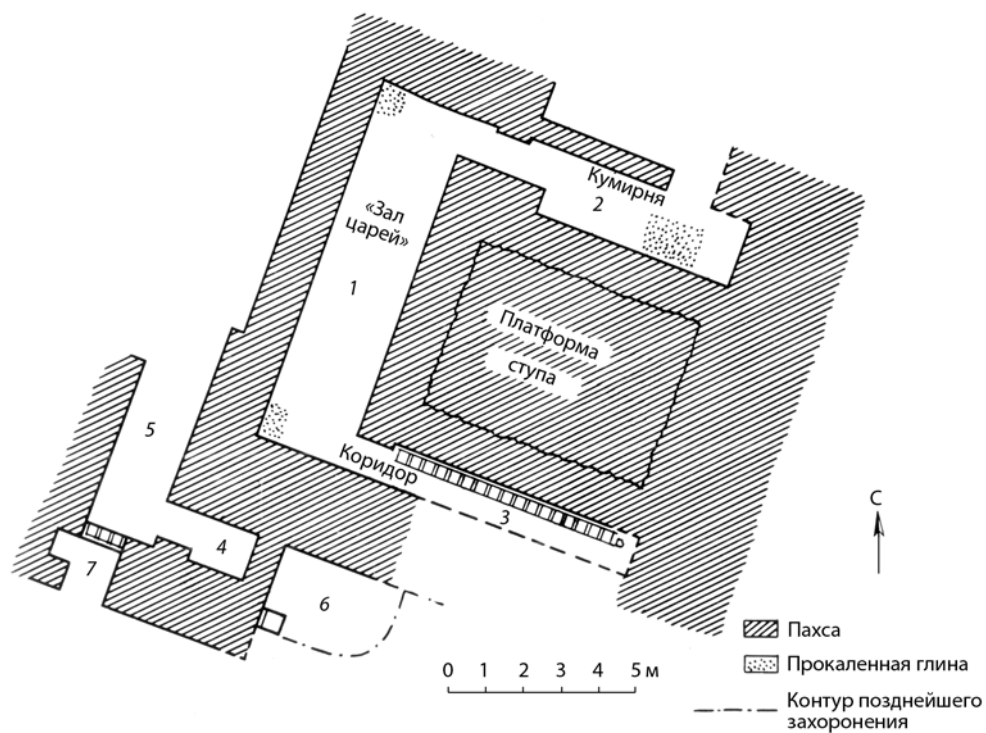 Кумирня
2
«Зал
царей»
1
Платформа
ступа
5
Коридор
3
С
4
7
6
Пахса
0 1 2 3 4 5 м
Прокаленная глина
Контур позднейшего
захоронения